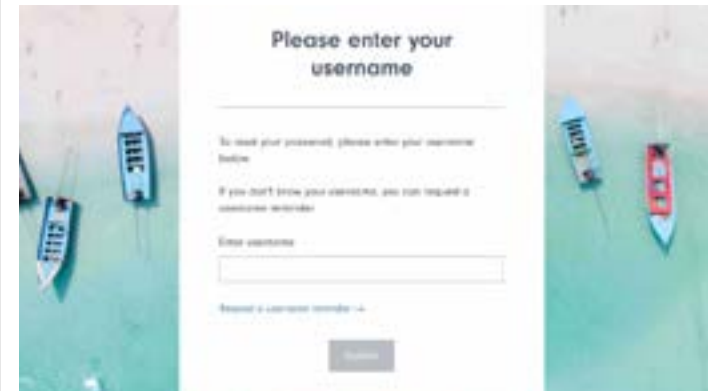 Please enter your
username
To reset your password, please enter your username
below.
If you don't know your username, you can request a
username reminder.
Enter username
Request a username reminder →
Submit